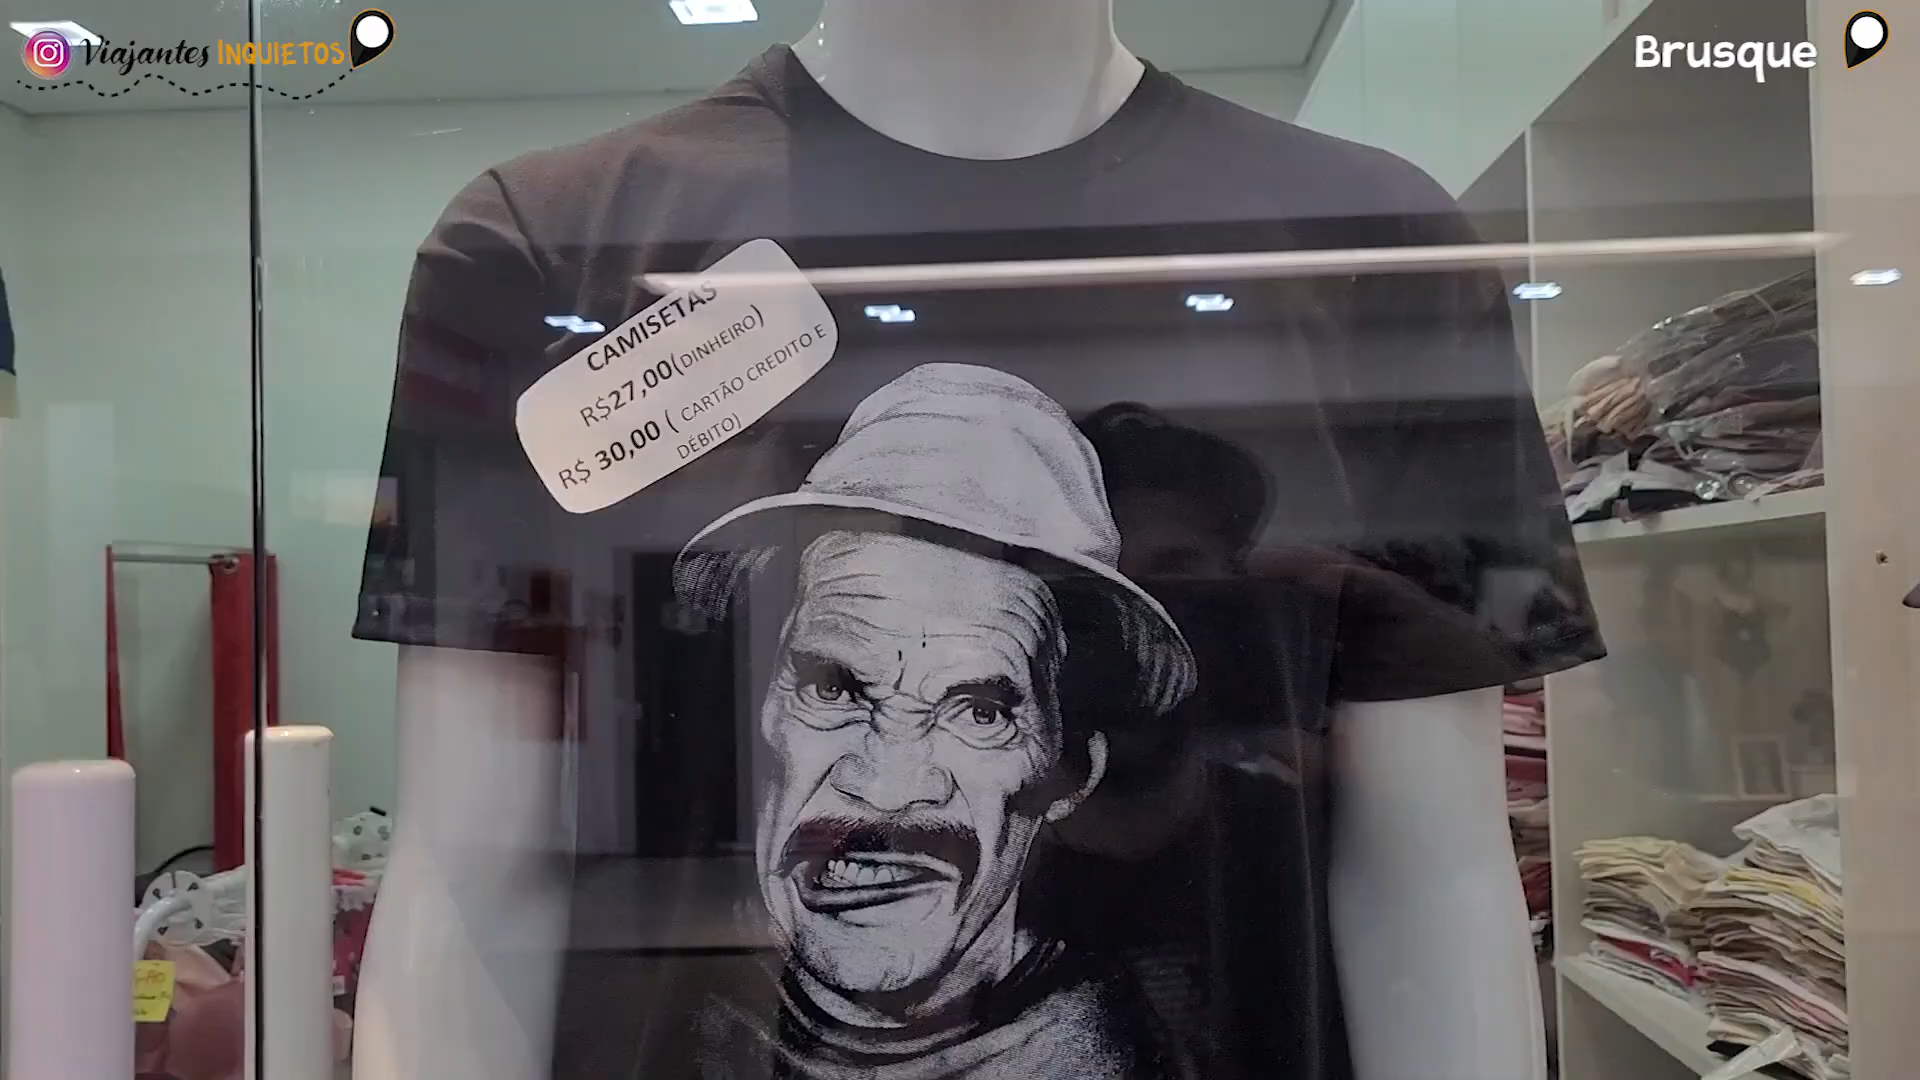 Viajantes INQUIETOS
Brusque
CAMISETAS
R$27,00(DINHEIRO)
R$ 30,00 ( CARTÃO CREDITO E
DÉBITO)